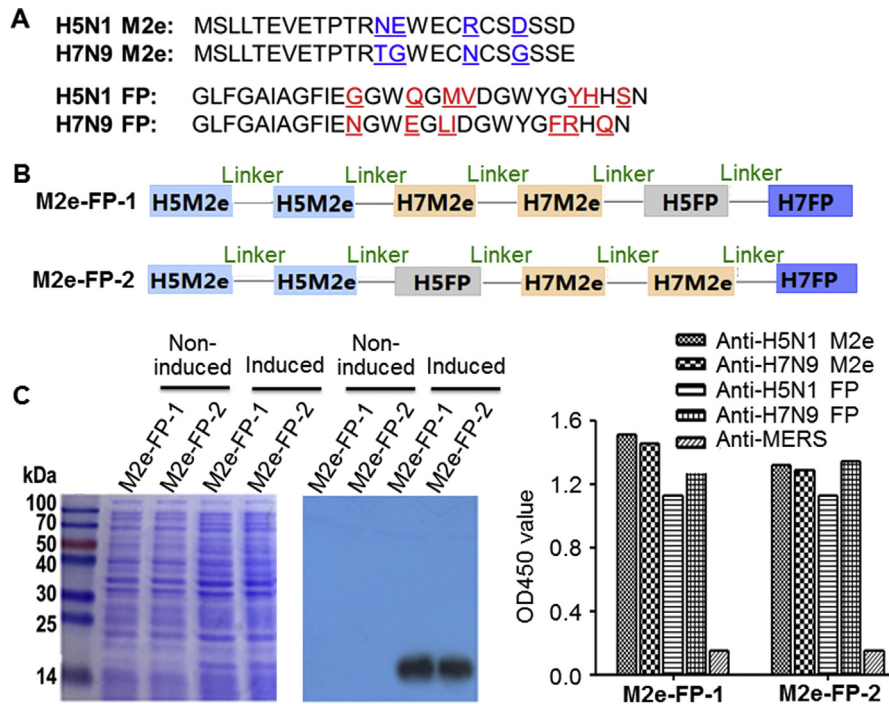 A
H5N1 M2e: MSLLTEVETPTRNEWECRCSDSSD
H7N9 M2e: MSLLTEVETPTRTGWECNCSGSSE
H5N1 FP: GLFGAIAGFIEGGWQGMVDGWYGYHHSN
H7N9 FP: GLFGAIAGFIENGWEGLIDGWYGFRHQN
B
Linker Linker Linker Linker Linker
M2e-FP-1 H5M2e H5M2e H7M2e H7M2e H5FP H7FP
Linker Linker Linker Linker Linker
M2e-FP-2 H5M2e H5M2e H5FP H7M2e H7M2e H7FP
C
Non-induced Induced Non-induced Induced
M2e-FP-1 M2e-FP-2 M2e-FP-1 M2e-FP-2 M2e-FP-1 M2e-FP-2 M2e-FP-1 M2e-FP-2
kDa
100
70
50
40
30
25
14
Anti-H5N1 M2e
Anti-H7N9 M2e
Anti-H5N1 FP
Anti-H7N9 FP
Anti-MERS
OD450 value
1.6
1.2
0.8
0.4
0.0
M2e-FP-1 M2e-FP-2